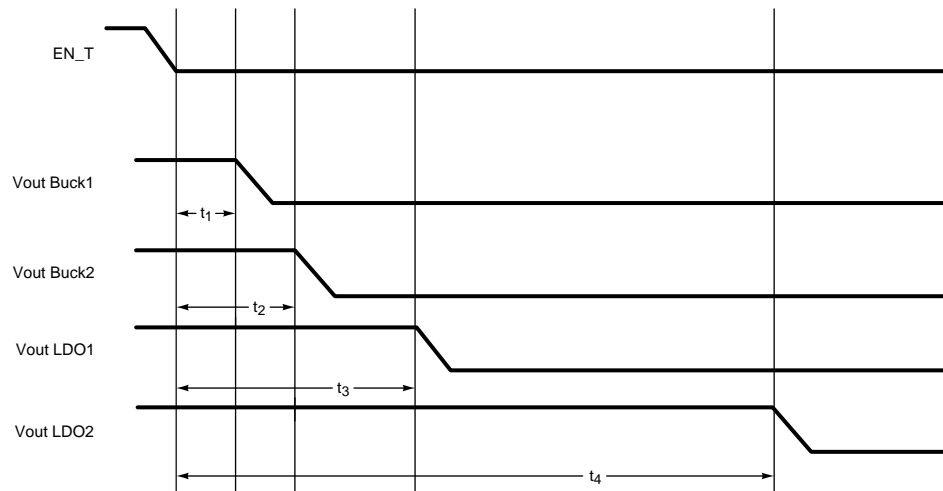 EN_T
Vout Buck1
t1
Vout Buck2
t2
Vout LDO1
t3
Vout LDO2
t4